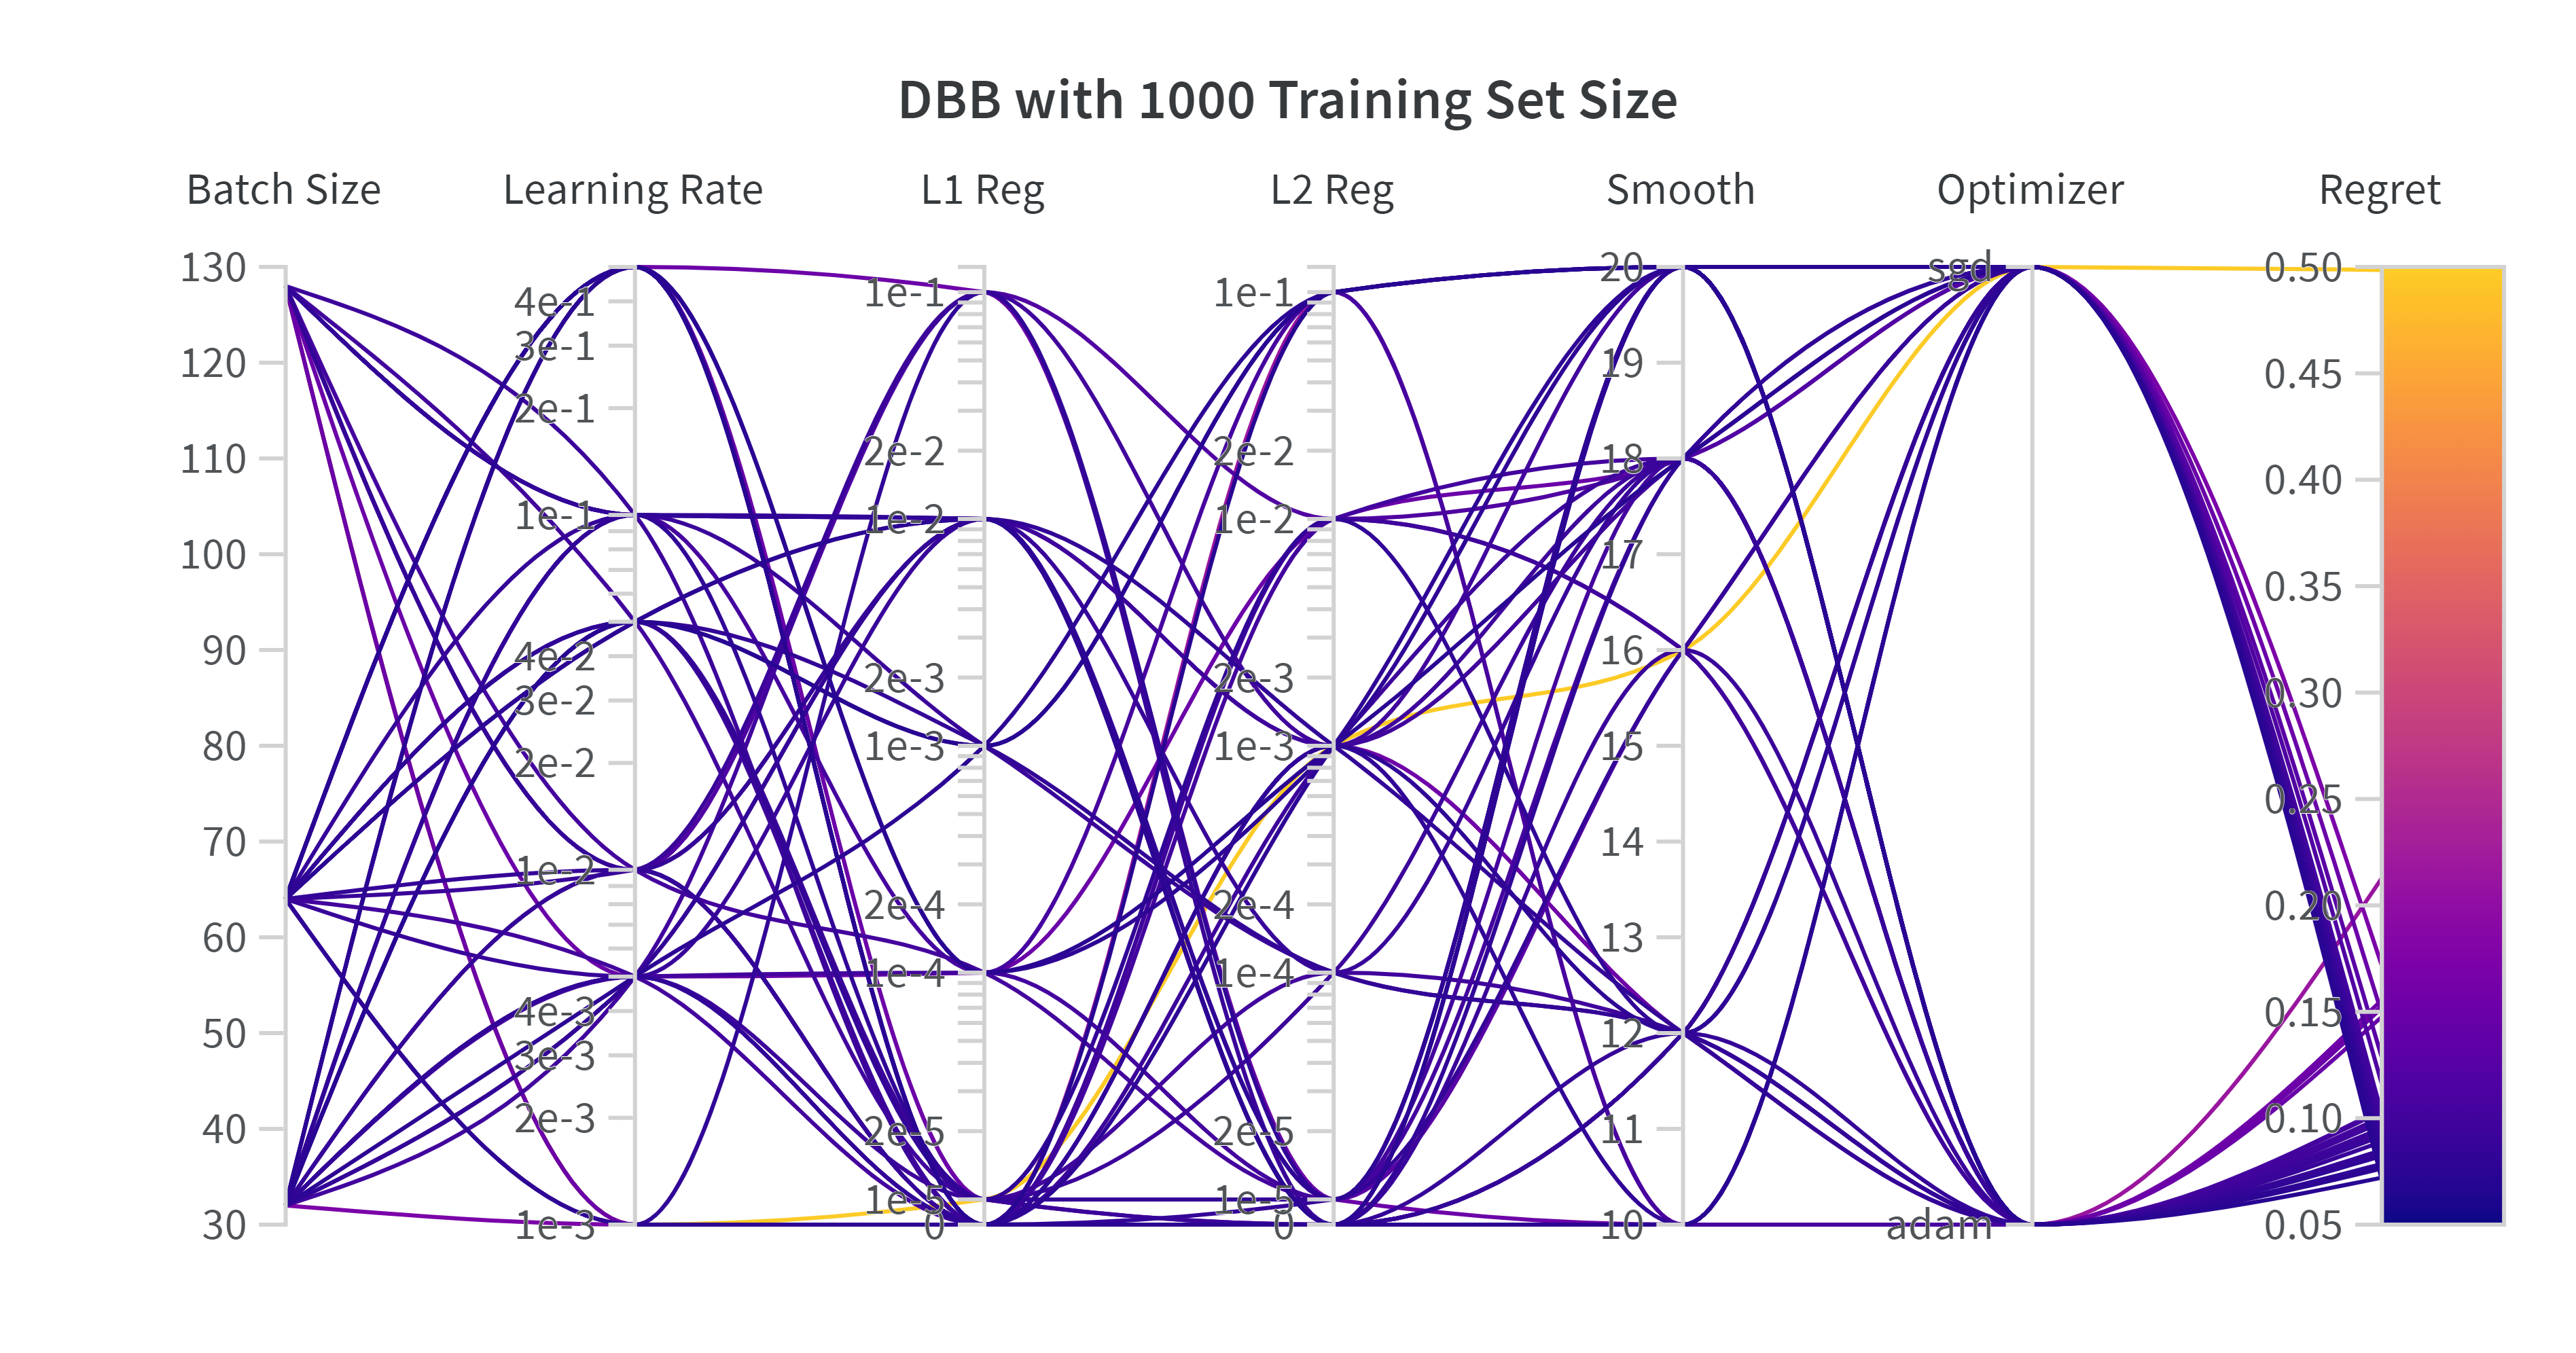 DBB with 1000 Training Set Size
Batch Size
Learning Rate
L1 Reg
L2 Reg
Smooth
Optimizer
Regret
130
120
110
100
90
80
70
60
50
40
30
4e-1
3e-1
2e-1
1e-1
4e-2
3e-2
2e-2
1e-2
4e-3
3e-3
2e-3
1e-3
1e-1
2e-2
1e-2
2e-3
1e-3
2e-4
1e-4
2e-5
1e-5
0
1e-1
2e-2
1e-2
2e-3
1e-3
2e-4
1e-4
2e-5
1e-5
0
20
19
18
17
16
15
14
13
12
11
10
sgd
adam
0.50
0.45
0.40
0.35
0.30
0.25
0.20
0.15
0.10
0.05